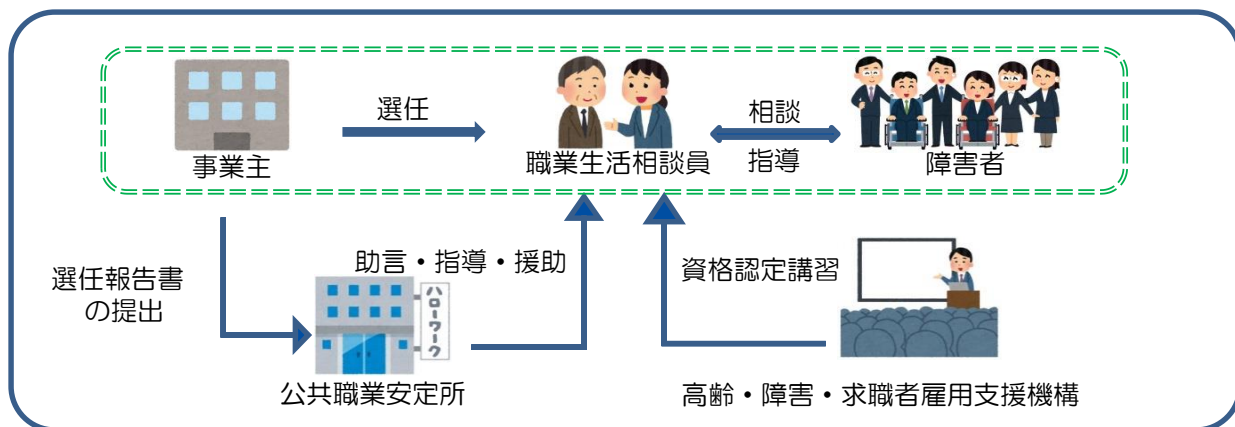 選任
相談
事業主
職業生活相談員
指導
障害者
選任報告書
の提出
助言・指導・援助
資格認定講習
ハローワーク
公共職業安定所
高齢・障害・求職者雇用支援機構